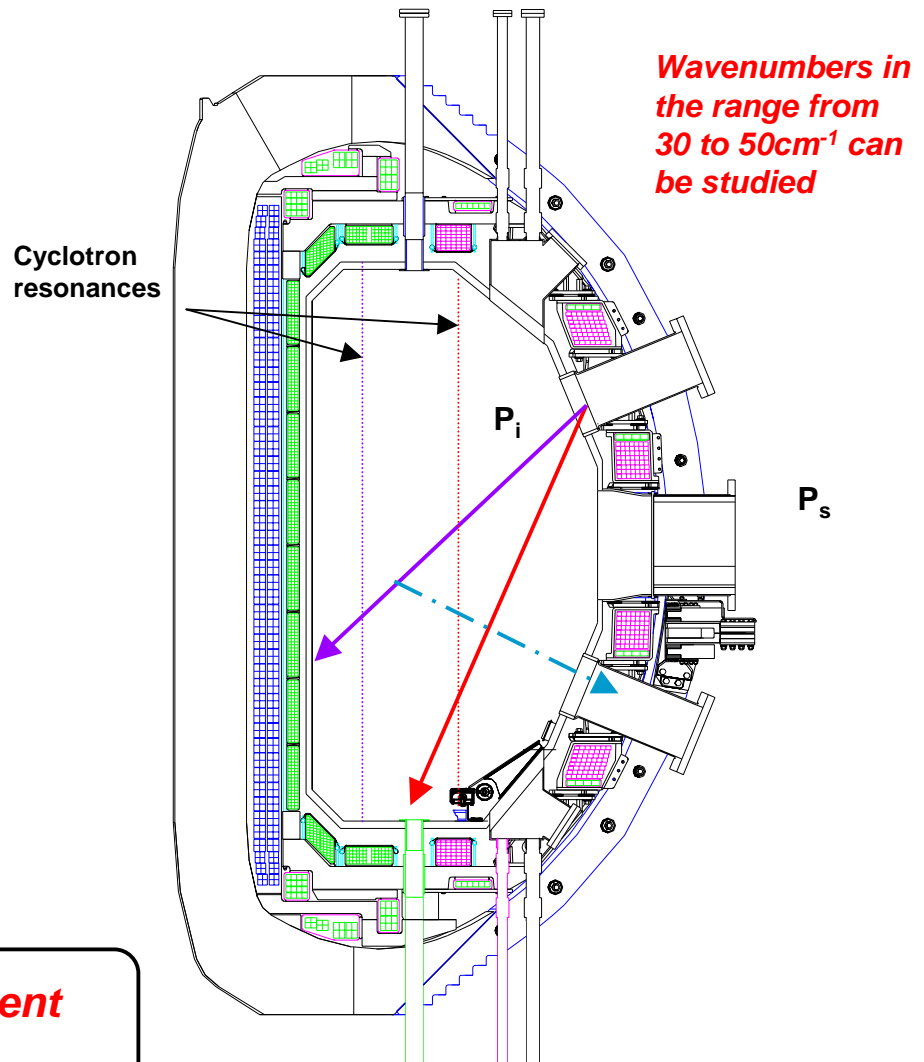 Wavenumbers in
the range from
30 to 50cm⁻¹ can
be studied
Cyclotron
resonances
Pᵢ
Pₛ
ent